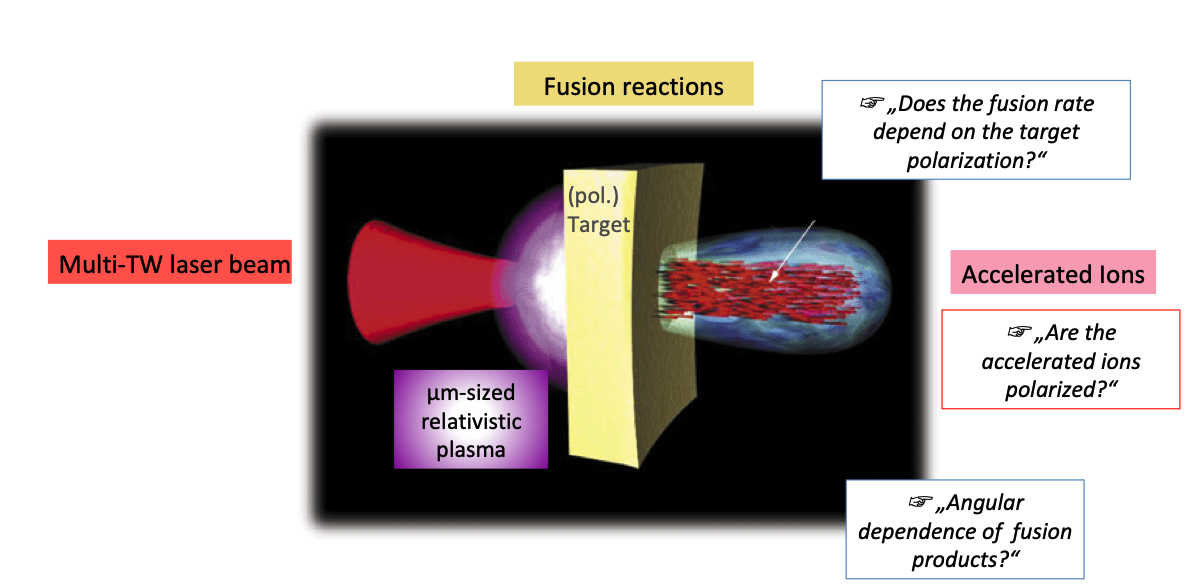 Fusion reactions
☞ „Does the fusion rate
depend on the target
polarization?“
(pol.)
Target
Multi-TW laser beam
Accelerated Ions
☞ „Are the
accelerated ions
polarized?“
µm-sized
relativistic
plasma
☞ „Angular
dependence of fusion
products?“